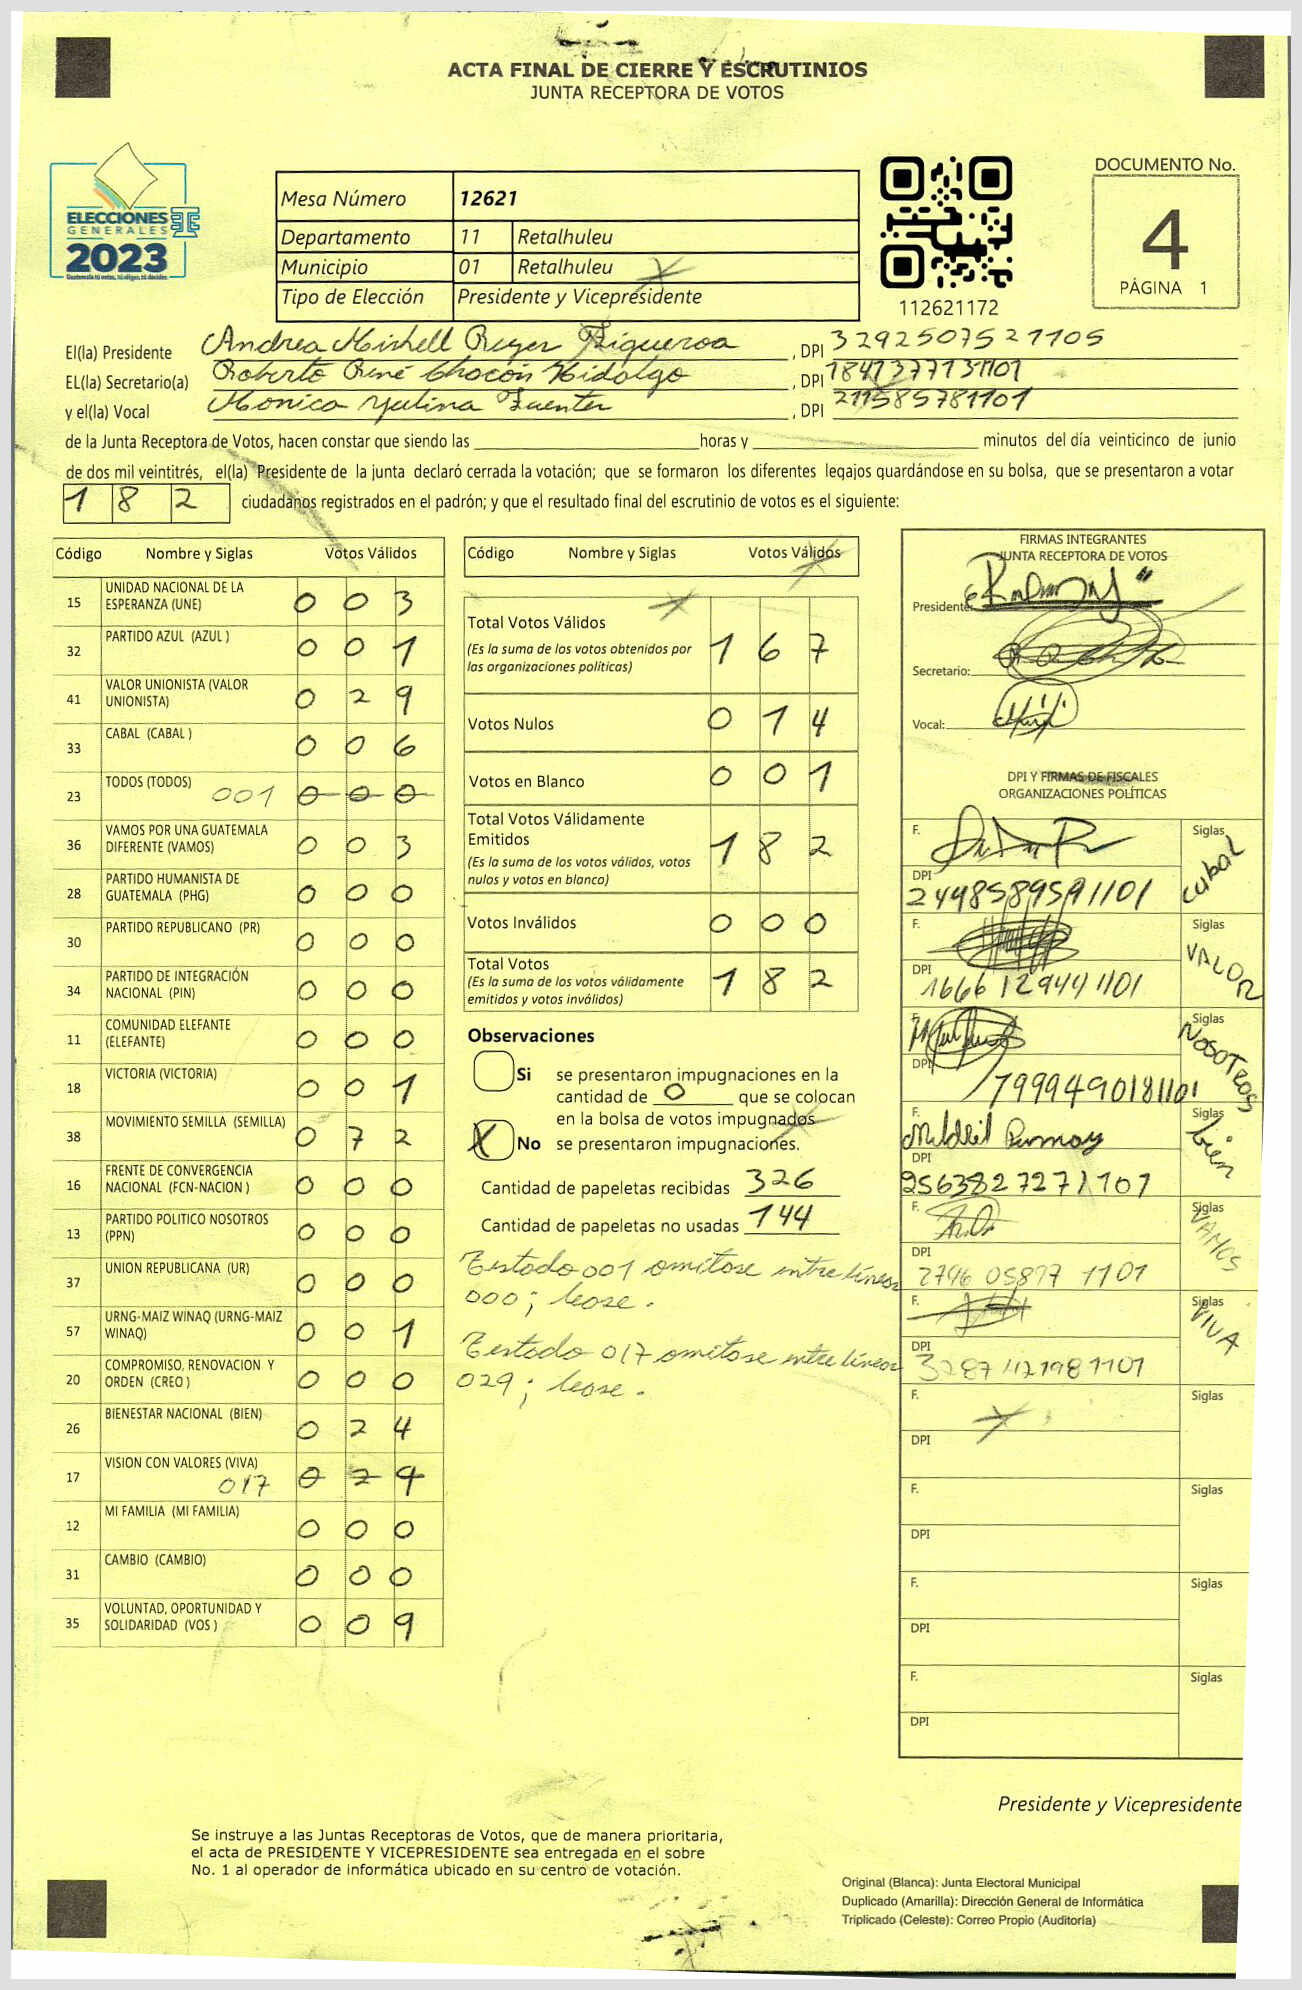 ACTA FINAL DE CIERRE Y ESCRUTINIOS
JUNTA RECEPTORA DE VOTOS
ELECCIONES
GENERALES
2023
Guatemala tú votas, tú eliges, tú decides
Mesa Número 12621
Departamento 11 Retalhuleu
Municipio 01 Retalhuleu
Tipo de Elección Presidente y Vicepresidente
112621172
DOCUMENTO No.
4
PÁGINA 1
El(la) Presidente Andrea Mishell Reyes Figueroa , DPI 3292507521105
EL(la) Secretario(a) Roberto René Chocón Hidalgo , DPI 1841377131101
y el(la) Vocal Monica Yulina Fuentes , DPI 211585781101
de la Junta Receptora de Votos, hacen constar que siendo las horas y minutos del día veinticinco de junio
de dos mil veintitrés, el(la) Presidente de la junta declaró cerrada la votación; que se formaron los diferentes legajos guardándose en su bolsa, que se presentaron a votar
182 ciudadanos registrados en el padrón; y que el resultado final del escrutinio de votos es el siguiente:
Código Nombre y Siglas Votos Válidos
15 UNIDAD NACIONAL DE LA ESPERANZA (UNE) 0 0 3
32 PARTIDO AZUL (AZUL ) 0 0 1
41 VALOR UNIONISTA (VALOR UNIONISTA) 0 2 9
33 CABAL (CABAL ) 0 0 6
23 TODOS (TODOS) 001 0 0 0
36 VAMOS POR UNA GUATEMALA DIFERENTE (VAMOS) 0 0 3
28 PARTIDO HUMANISTA DE GUATEMALA (PHG) 0 0 0
30 PARTIDO REPUBLICANO (PR) 0 0 0
34 PARTIDO DE INTEGRACIÓN NACIONAL (PIN) 0 0 0
11 COMUNIDAD ELEFANTE (ELEFANTE) 0 0 0
18 VICTORIA (VICTORIA) 0 0 1
38 MOVIMIENTO SEMILLA (SEMILLA) 0 7 2
16 FRENTE DE CONVERGENCIA NACIONAL (FCN-NACION ) 0 0 0
13 PARTIDO POLITICO NOSOTROS (PPN) 0 0 0
37 UNION REPUBLICANA (UR) 0 0 0
57 URNG-MAIZ WINAQ (URNG-MAIZ WINAQ) 0 0 1
20 COMPROMISO, RENOVACION Y ORDEN (CREO ) 0 0 0
26 BIENESTAR NACIONAL (BIEN) 0 2 4
17 VISION CON VALORES (VIVA) 017 0 2 9
12 MI FAMILIA (MI FAMILIA) 0 0 0
31 CAMBIO (CAMBIO) 0 0 0
35 VOLUNTAD, OPORTUNIDAD Y SOLIDARIDAD (VOS ) 0 0 9
Código Nombre y Siglas Votos Válidos
Total Votos Válidos 1 6 7
(Es la suma de los votos obtenidos por
las organizaciones políticas)
Votos Nulos 0 1 4
Votos en Blanco 0 0 1
Total Votos Válidamente
Emitidos 1 8 2
(Es la suma de los votos válidos, votos
nulos y votos en blanco)
Votos Inválidos 0 0 0
Total Votos 1 8 2
(Es la suma de los votos válidamente
emitidos y votos inválidos)
Observaciones
Si se presentaron impugnaciones en la
cantidad de 0 que se colocan
en la bolsa de votos impugnados
X No se presentaron impugnaciones.
Cantidad de papeletas recibidas 326
Cantidad de papeletas no usadas 144
Testado 001 omitose entre líneas
000; lease.
Testado 017 omitose entre líneas
029; lease.
FIRMAS INTEGRANTES
JUNTA RECEPTORA DE VOTOS
Presidente:
Secretario:
Vocal:
DPI Y FIRMAS DE FISCALES
ORGANIZACIONES POLÍTICAS
F. Siglas Cabal
DPI 2448589591101
F. Siglas VALOR
DPI 1666129441101
F. Siglas NOSOTROS
DPI 1999490181101
F. Siglas bien
DPI 2563827271101
F. Siglas VAMOS
DPI 2796 05877 1101
F. Siglas VIVA
DPI 3287421981101
F.
DPI
F. Siglas
DPI
F. Siglas
DPI
F. Siglas
DPI
Presidente y Vicepresidente
Se instruye a las Juntas Receptoras de Votos, que de manera prioritaria,
el acta de PRESIDENTE Y VICEPRESIDENTE sea entregada en el sobre
No. 1 al operador de informática ubicado en su centro de votación.
Original (Blanca): Junta Electoral Municipal
Duplicado (Amarilla): Dirección General de Informática
Triplicado (Celeste): Correo Propio (Auditoría)